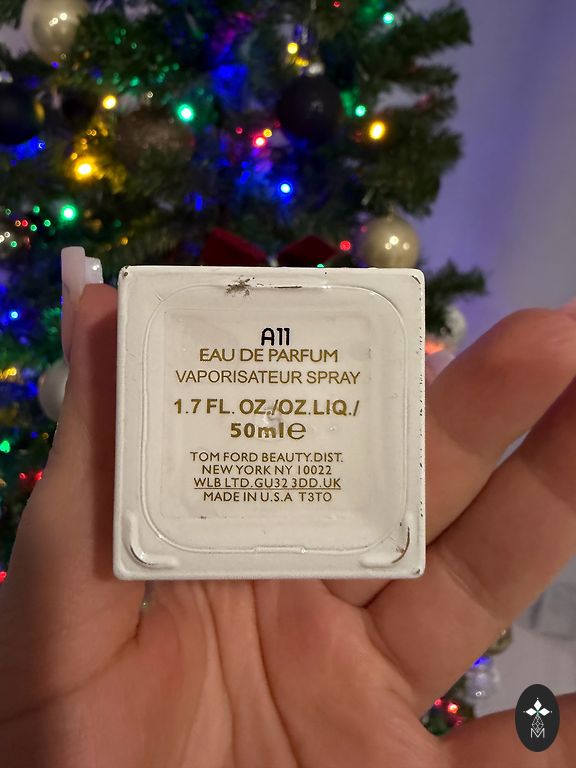 A11
EAU DE PARFUM
VAPORISATEUR SPRAY
1.7 FL. OZ./OZ.LIQ./
50ml℮
TOM FORD BEAUTY.DIST.
NEW YORK NY 10022
WLB LTD.GU32 3DD.UK
MADE IN U.S.A T3TO
M